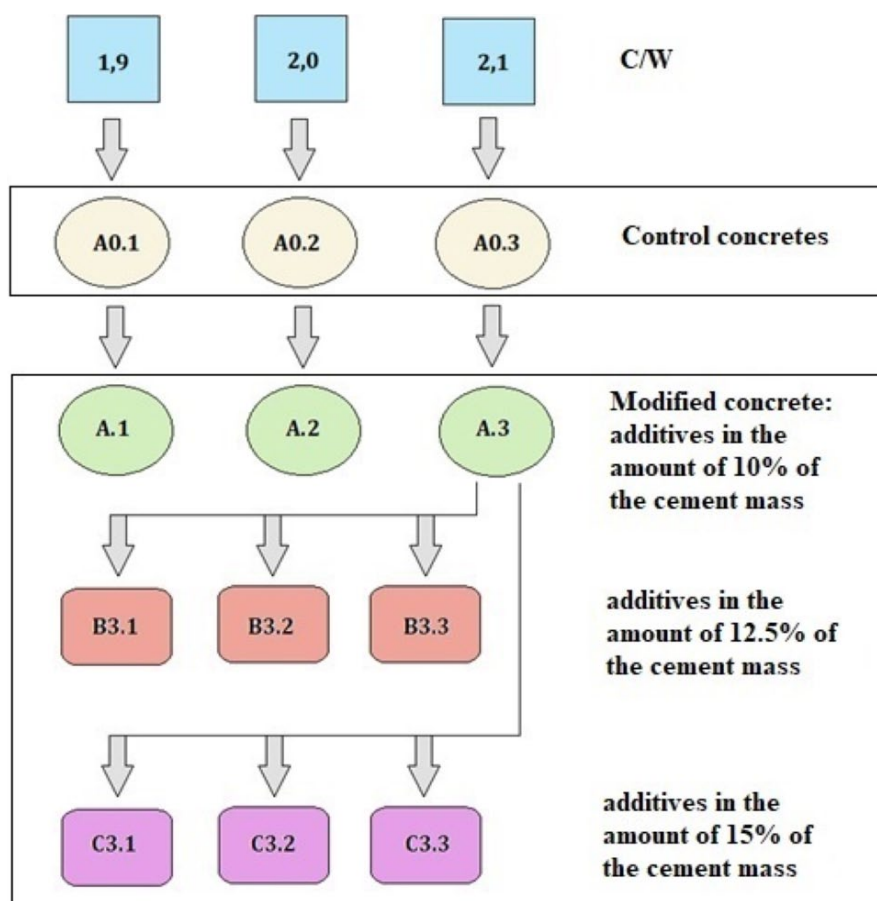 1,9 2,0 2,1 C/W
A0.1 A0.2 A0.3 Control concretes
A.1 A.2 A.3
Modified concrete:
additives in the
amount of 10% of
the cement mass
B3.1 B3.2 B3.3
additives in the
amount of 12.5% of
the cement mass
C3.1 C3.2 C3.3
additives in the
amount of 15% of
the cement mass